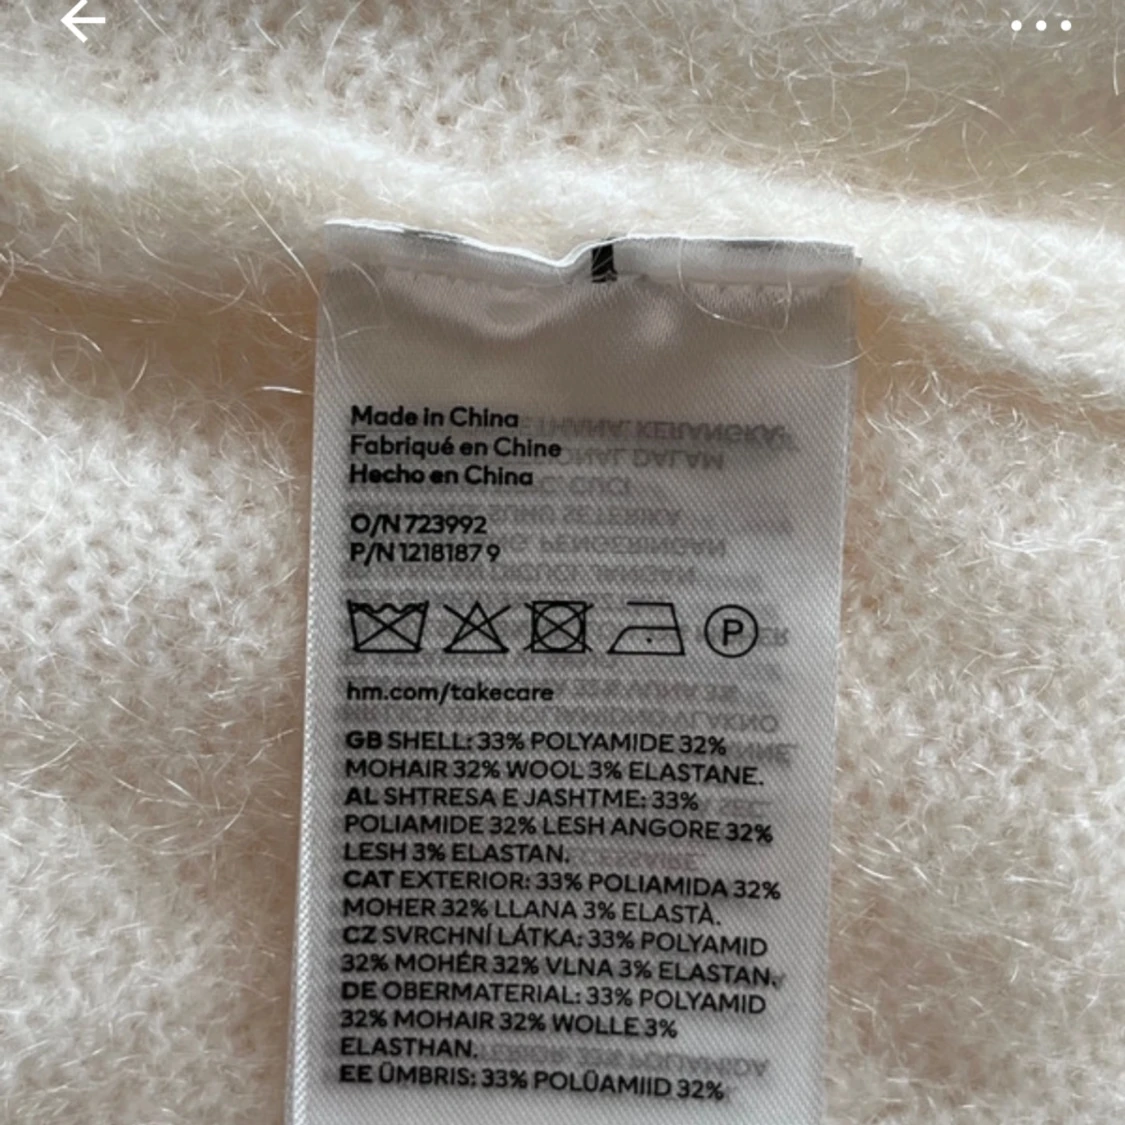 Made in China
Fabriqué en Chine
Hecho en China
O/N 723992
P/N 1218187 9
P
hm.com/takecare
GB SHELL: 33% POLYAMIDE 32%
MOHAIR 32% WOOL 3% ELASTANE.
AL SHTRESA E JASHTME: 33%
POLIAMIDE 32% LESH ANGORE 32%
LESH 3% ELASTAN.
CAT EXTERIOR: 33% POLIAMIDA 32%
MOHER 32% LLANA 3% ELASTÀ.
CZ SVRCHNÍ LÁTKA: 33% POLYAMID
32% MOHÉR 32% VLNA 3% ELASTAN.
DE OBERMATERIAL: 33% POLYAMID
32% MOHAIR 32% WOLLE 3%
ELASTHAN.
EE ÜMBRIS: 33% POLÜAMIID 32%